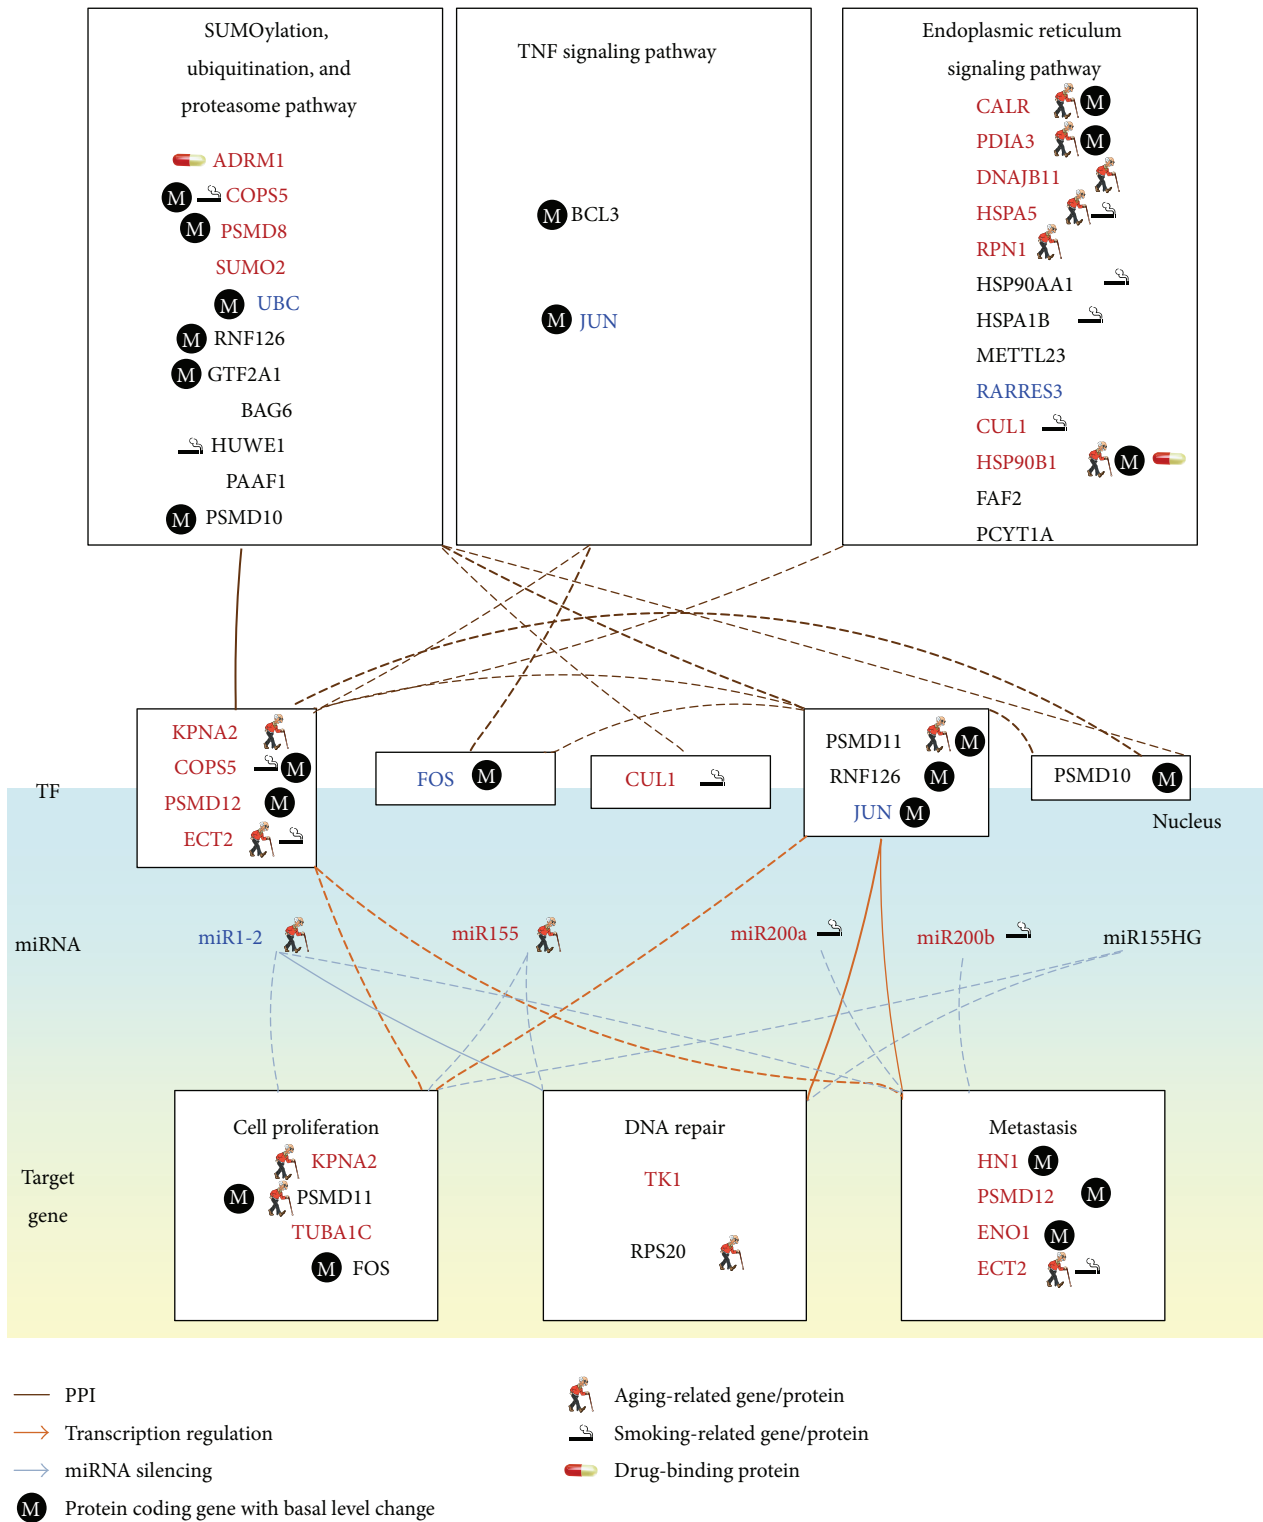 SUMOylation,
ubiquitination, and
proteasome pathway
ADRM1
M COPS5
M PSMD8
SUMO2
M UBC
M RNF126
M GTF2A1
BAG6
HUWE1
PAAF1
M PSMD10
TNF signaling pathway
M BCL3
M JUN
Endoplasmic reticulum
signaling pathway
CALR M
PDIA3 M
DNAJB11
HSPA5
RPN1
HSP90AA1
HSPA1B
METTL23
RARRES3
CUL1
HSP90B1 M
FAF2
PCYT1A
TF
KPNA2
COPS5 M
PSMD12 M
ECT2
FOS M
CUL1
PSMD11 M
RNF126 M
JUN M
PSMD10 M
Nucleus
miRNA
miR1-2
miR155
miR200a
miR200b
miR155HG
Target
gene
Cell proliferation
KPNA2
M PSMD11
TUBA1C
M FOS
DNA repair
TK1
RPS20
Metastasis
HN1 M
PSMD12 M
ENO1 M
ECT2
PPI
Transcription regulation
miRNA silencing
M Protein coding gene with basal level change
Aging-related gene/protein
Smoking-related gene/protein
Drug-binding protein